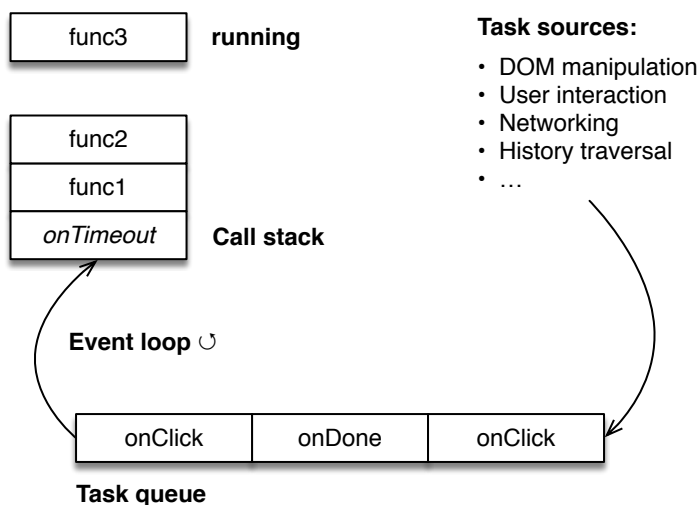 func3
running
Task sources:
• DOM manipulation
• User interaction
• Networking
• History traversal
• …
func2
func1
onTimeout
Call stack
Event loop ↺
onClick
onDone
onClick
Task queue